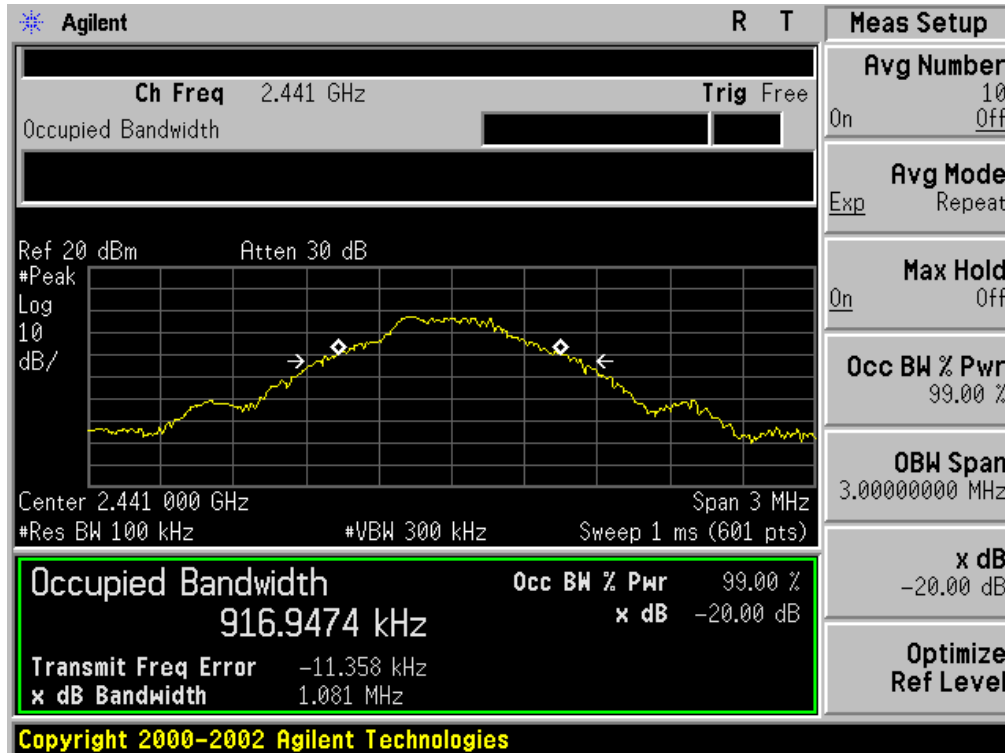 Agilent R T
Ch Freq 2.441 GHz Trig Free
Occupied Bandwidth
Ref 20 dBm Atten 30 dB
#Peak
Log
10
dB/
Center 2.441 000 GHz Span 3 MHz
#Res BW 100 kHz #VBW 300 kHz Sweep 1 ms (601 pts)
Occupied Bandwidth Occ BW % Pwr 99.00 %
916.9474 kHz x dB -20.00 dB
Transmit Freq Error -11.358 kHz
x dB Bandwidth 1.081 MHz
Copyright 2000-2002 Agilent Technologies
Meas Setup
Avg Number
10
On Off
Avg Mode
Exp Repeat
Max Hold
On Off
Occ BW % Pwr
99.00 %
OBW Span
3.00000000 MHz
x dB
-20.00 dB
Optimize
Ref Level